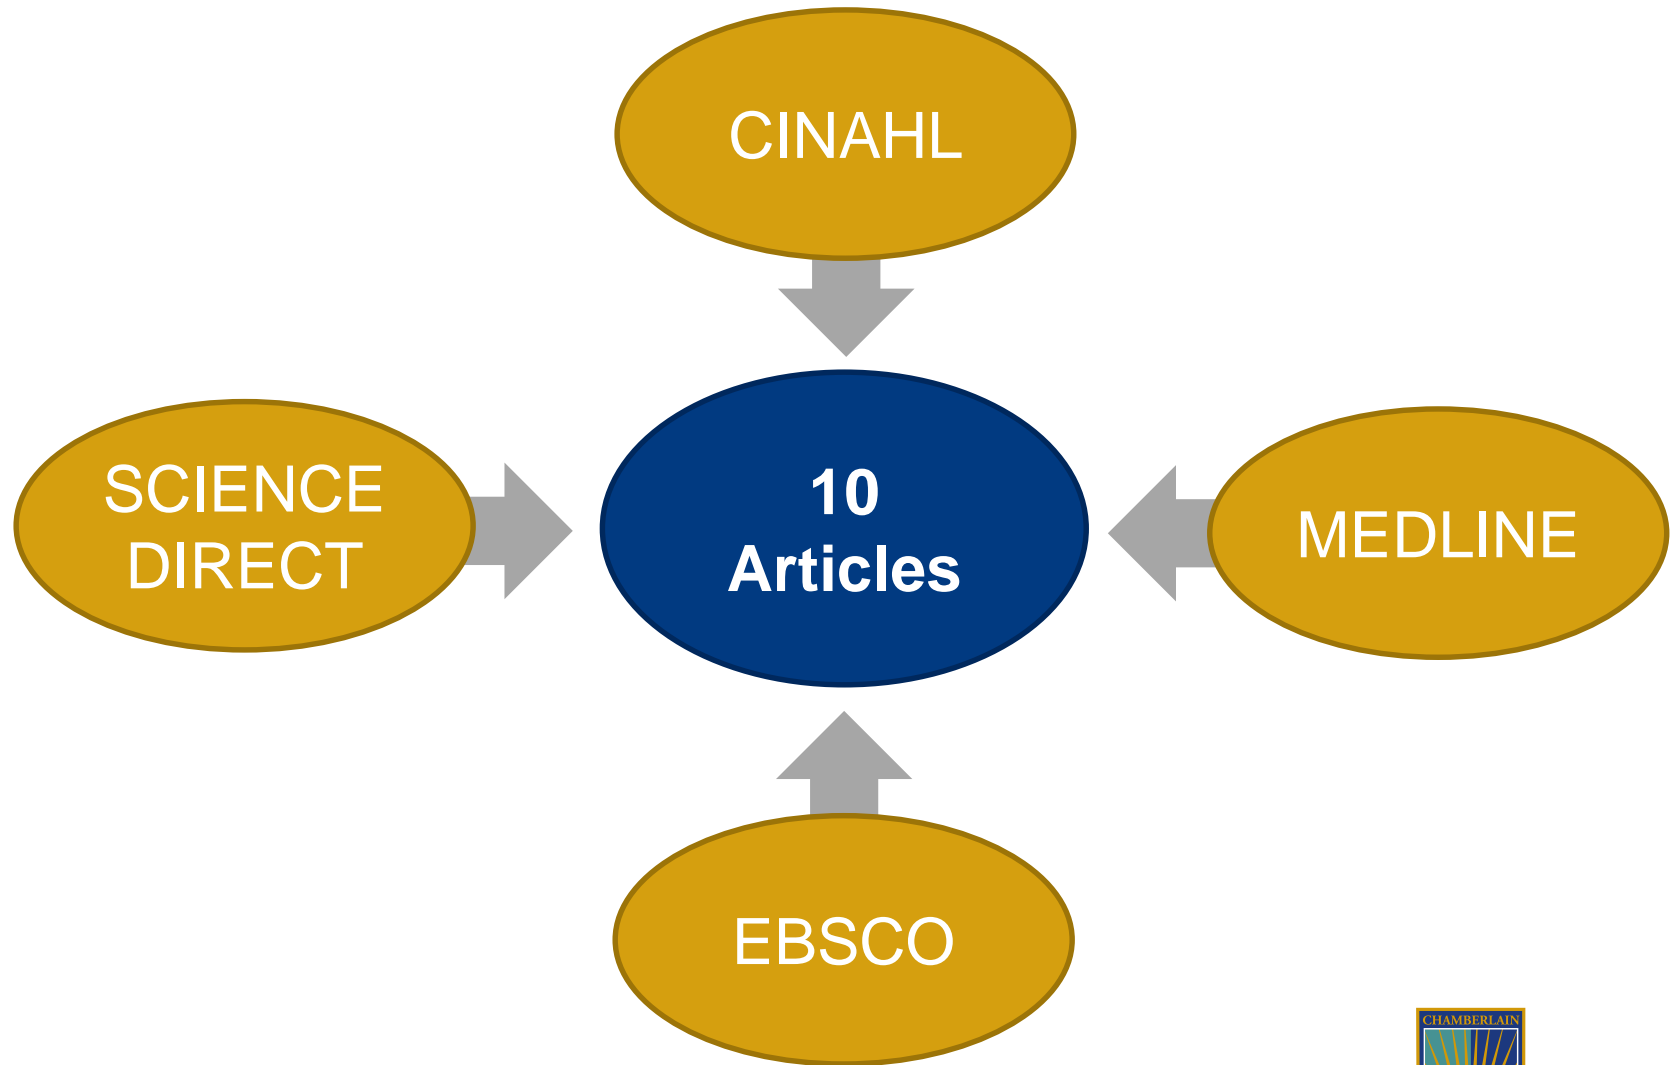 CINAHL
SCIENCE
DIRECT
10
Articles
MEDLINE
EBSCO
CHAMBERLAIN